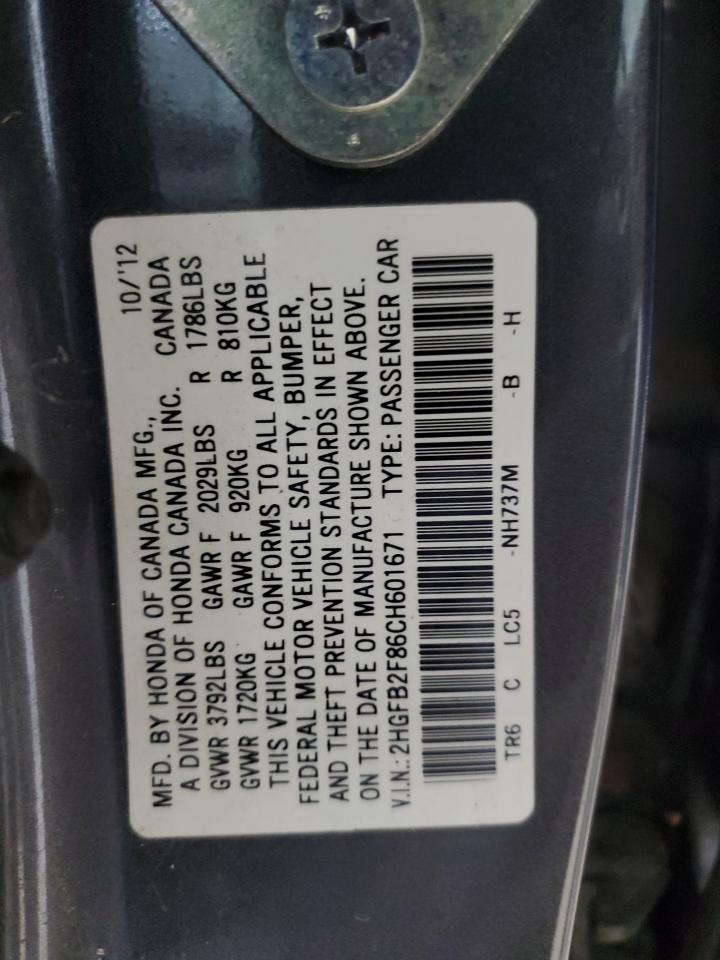 10/'12
MFD. BY HONDA OF CANADA MFG.,
A DIVISION OF HONDA CANADA INC. CANADA
GVWR 3792LBS GAWR F 2029LBS R 1786LBS
GVWR 1720KG GAWR F 920KG R 810KG
THIS VEHICLE CONFORMS TO ALL APPLICABLE
FEDERAL MOTOR VEHICLE SAFETY, BUMPER,
AND THEFT PREVENTION STANDARDS IN EFFECT
ON THE DATE OF MANUFACTURE SHOWN ABOVE.
V.I.N.: 2HGFB2F86CH601671 TYPE: PASSENGER CAR
TR6 C LC5 -NH737M -B -H